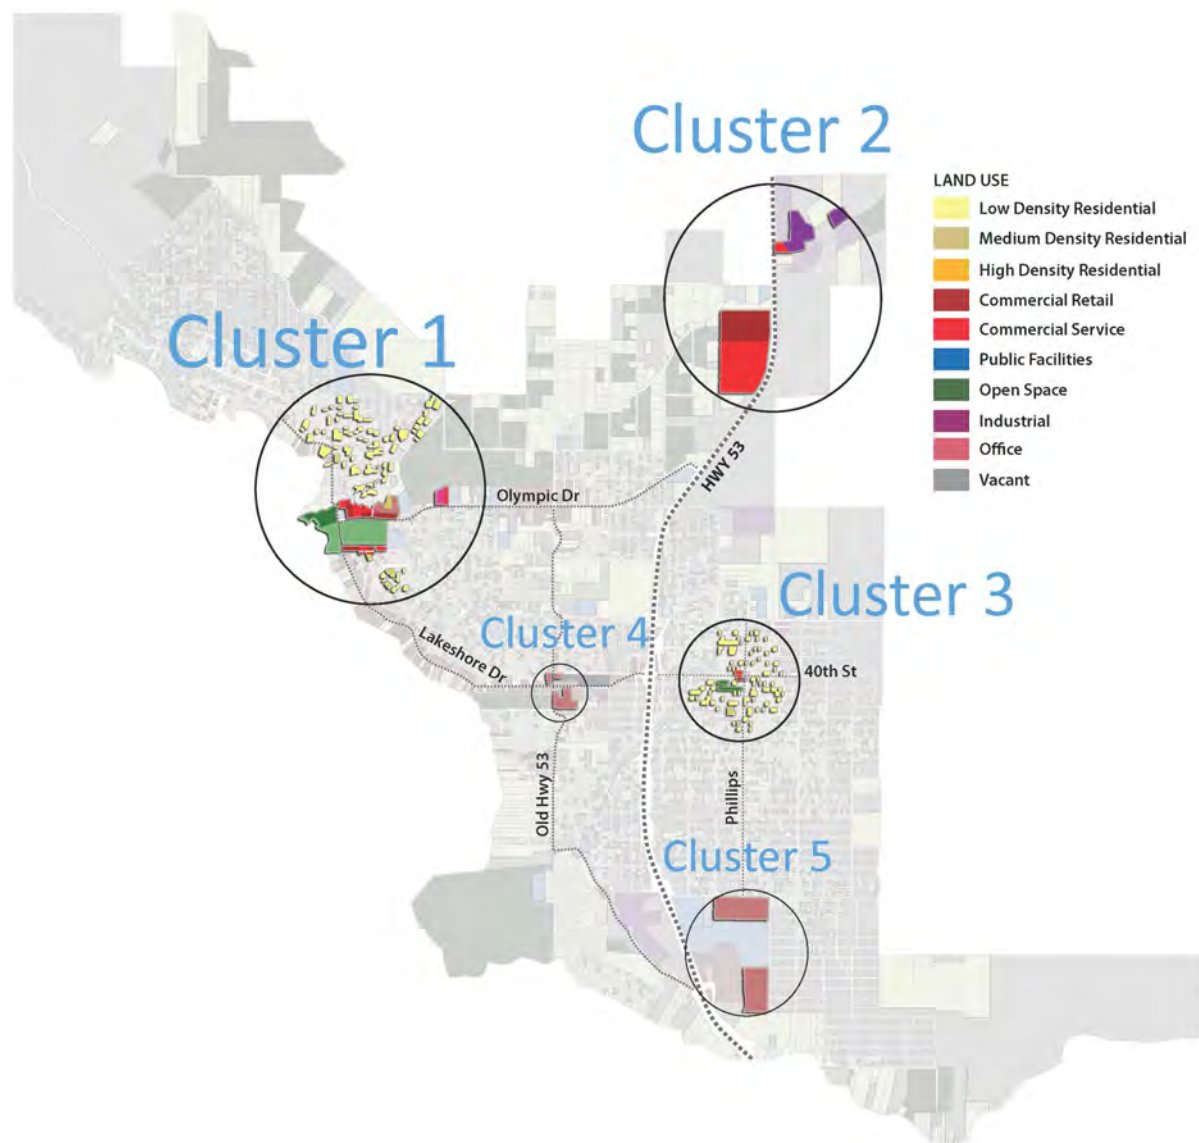 Cluster 2
LAND USE
Low Density Residential
Medium Density Residential
High Density Residential
Commercial Retail
Commercial Service
Public Facilities
Open Space
Industrial
Office
Vacant
Cluster 1
HWY 53
Olympic Dr
Cluster 3
Cluster 4
Lakeshore Dr
40th St
Old Hwy 53
Phillips
Cluster 5